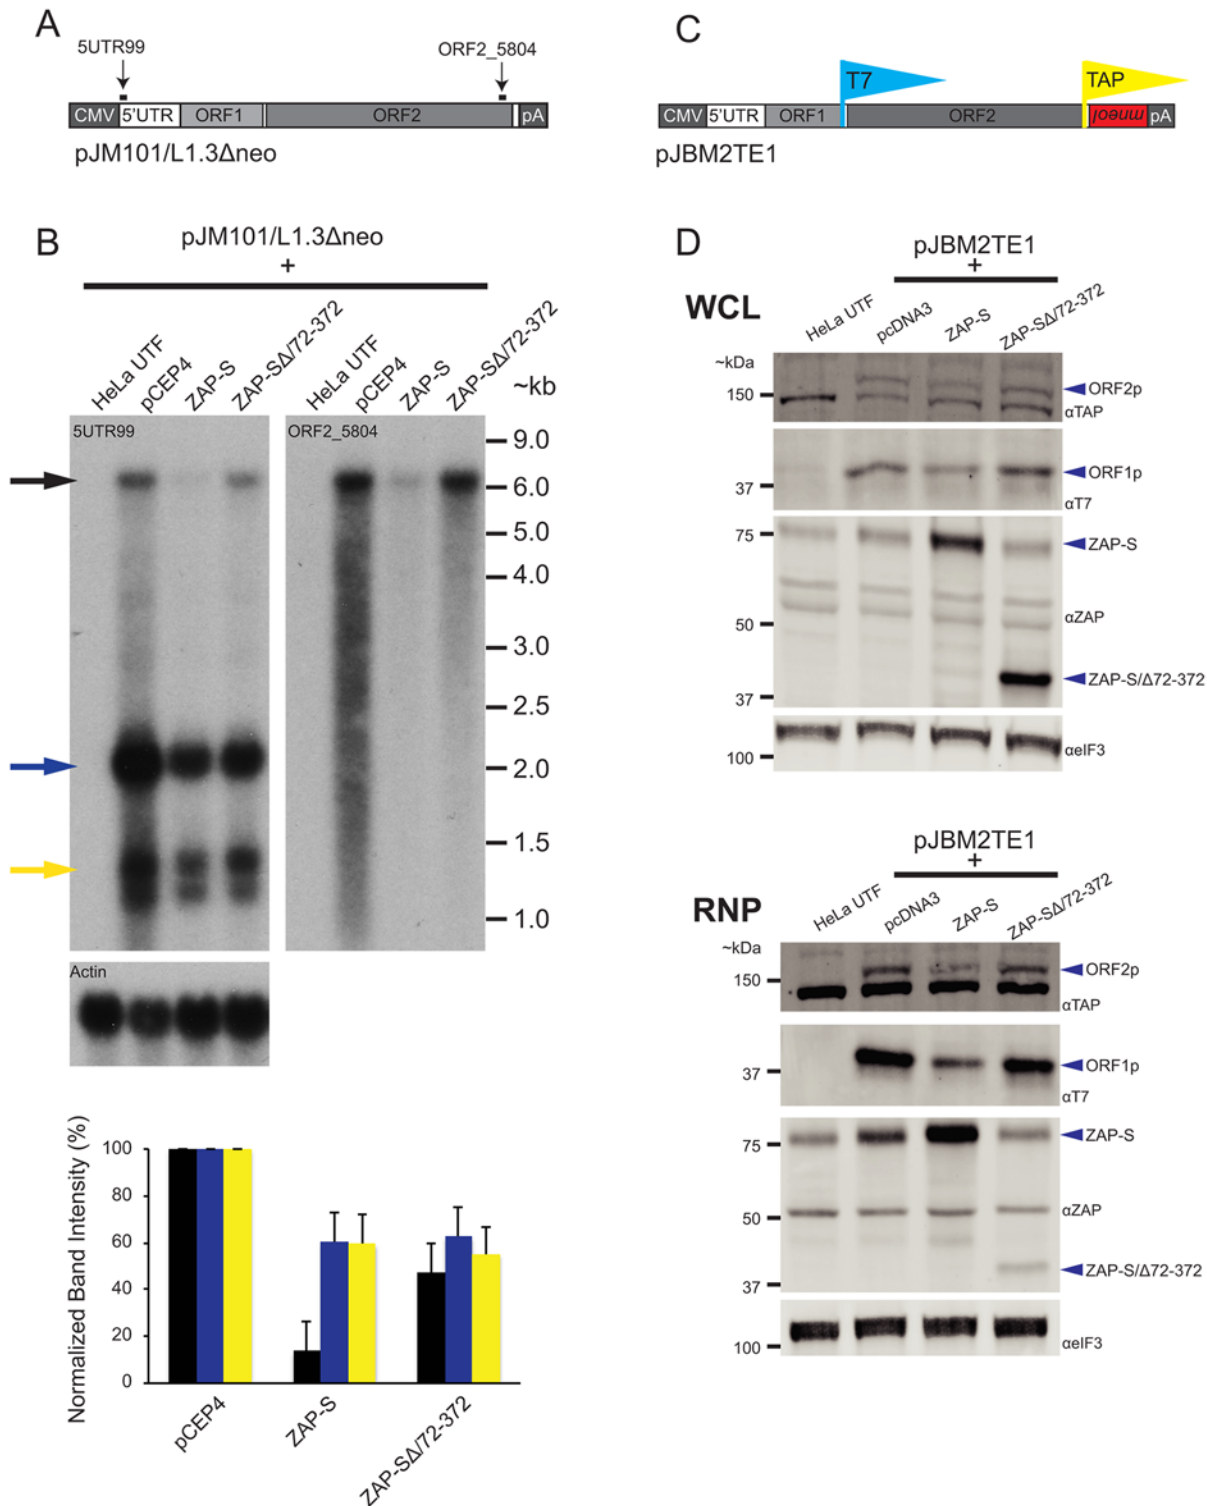 A
5UTR99
ORF2_5804
CMV 5'UTR ORF1 ORF2 pA
pJM101/L1.3Δneo
B
pJM101/L1.3Δneo
+
HeLa UTF
pCEP4
ZAP-S
ZAP-SΔ/72-372
HeLa UTF
pCEP4
ZAP-S
ZAP-SΔ/72-372
~kb
5UTR99
ORF2_5804
9.0
6.0
5.0
4.0
3.0
2.5
2.0
1.5
1.0
Actin
Normalized Band Intensity (%)
100
80
60
40
20
0
pCEP4
ZAP-S
ZAP-SΔ/72-372
C
T7
TAP
CMV 5'UTR ORF1 ORF2 mneoI pA
pJBM2TE1
D
pJBM2TE1
+
WCL
HeLa UTF
pcDNA3
ZAP-S
ZAP-SΔ/72-372
~kDa
150
ORF2p
αTAP
37
ORF1p
αT7
75
ZAP-S
50
αZAP
37
ZAP-S/Δ72-372
100
αeIF3
pJBM2TE1
+
RNP
HeLa UTF
pcDNA3
ZAP-S
ZAP-SΔ/72-372
~kDa
150
ORF2p
αTAP
37
ORF1p
αT7
75
ZAP-S
50
αZAP
37
ZAP-S/Δ72-372
100
αeIF3